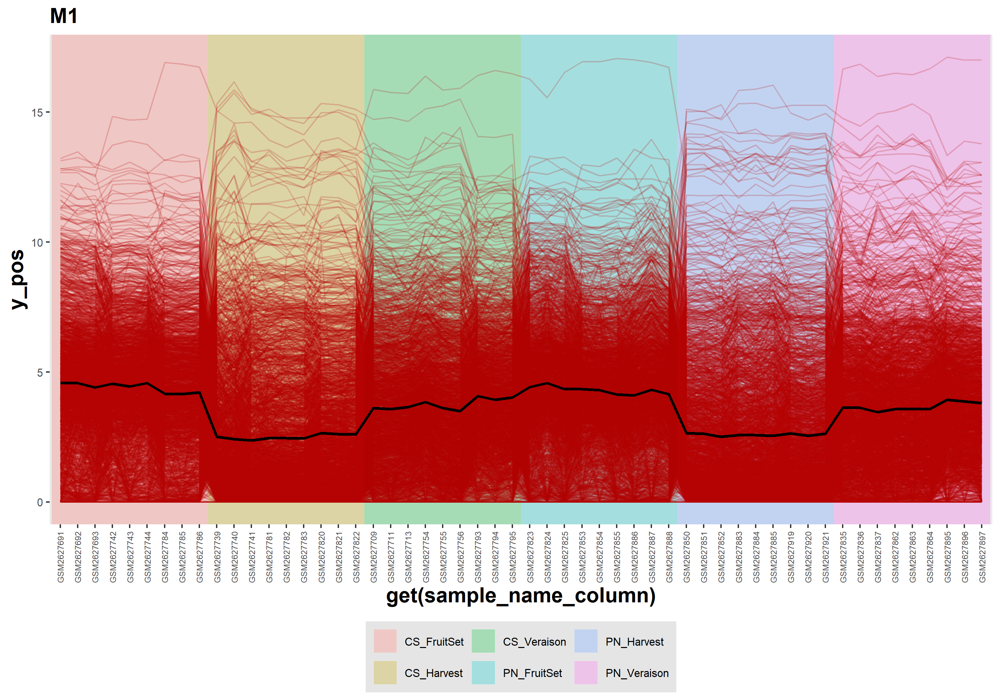 M1
y_pos
15
10
5
0
GSM2627691
GSM2627692
GSM2627693
GSM2627742
GSM2627743
GSM2627744
GSM2627784
GSM2627785
GSM2627786
GSM2627739
GSM2627740
GSM2627741
GSM2627781
GSM2627782
GSM2627783
GSM2627820
GSM2627821
GSM2627822
GSM2627709
GSM2627711
GSM2627713
GSM2627754
GSM2627755
GSM2627756
GSM2627793
GSM2627794
GSM2627795
GSM2627823
GSM2627824
GSM2627825
GSM2627853
GSM2627854
GSM2627855
GSM2627886
GSM2627887
GSM2627888
GSM2627850
GSM2627851
GSM2627852
GSM2627883
GSM2627884
GSM2627885
GSM2627919
GSM2627920
GSM2627921
GSM2627835
GSM2627836
GSM2627837
GSM2627862
GSM2627863
GSM2627864
GSM2627895
GSM2627896
GSM2627897
get(sample_name_column)
CS_FruitSet
CS_Veraison
PN_Harvest
CS_Harvest
PN_FruitSet
PN_Veraison